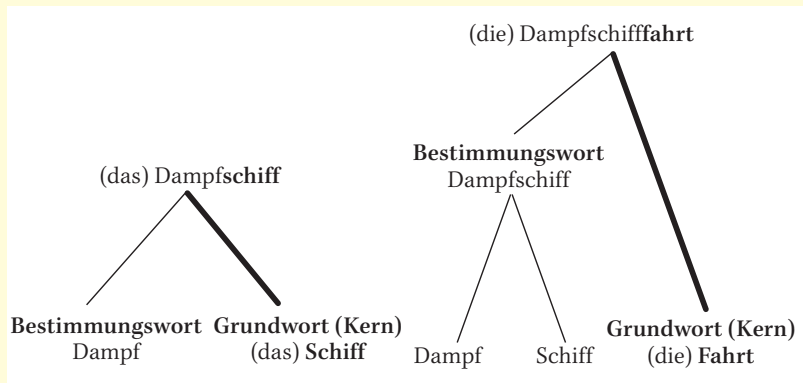 (das) Dampfschiff
Bestimmungswort
Dampf
Grundwort (Kern)
(das) Schiff
(die) Dampfschifffahrt
Bestimmungswort
Dampfschiff
Dampf
Schiff
Grundwort (Kern)
(die) Fahrt